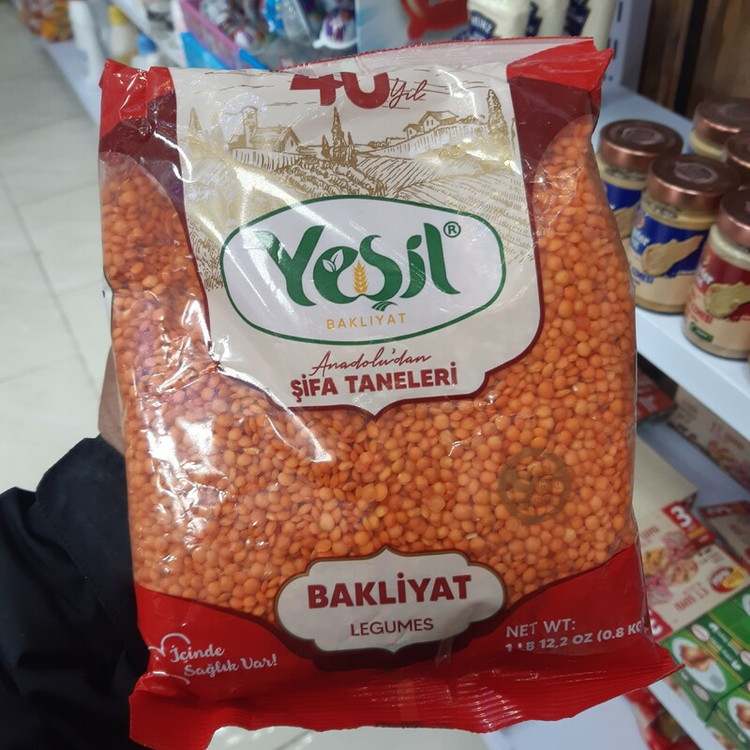 40 Yıl
Yeşil®
BAKLİYAT
Anadolu'dan
ŞİFA TANELERİ
BAKLİYAT
LEGUMES
İçinde
Sağlık Var!
NET WT:
1 LB 12,2 OZ (0.8 KG